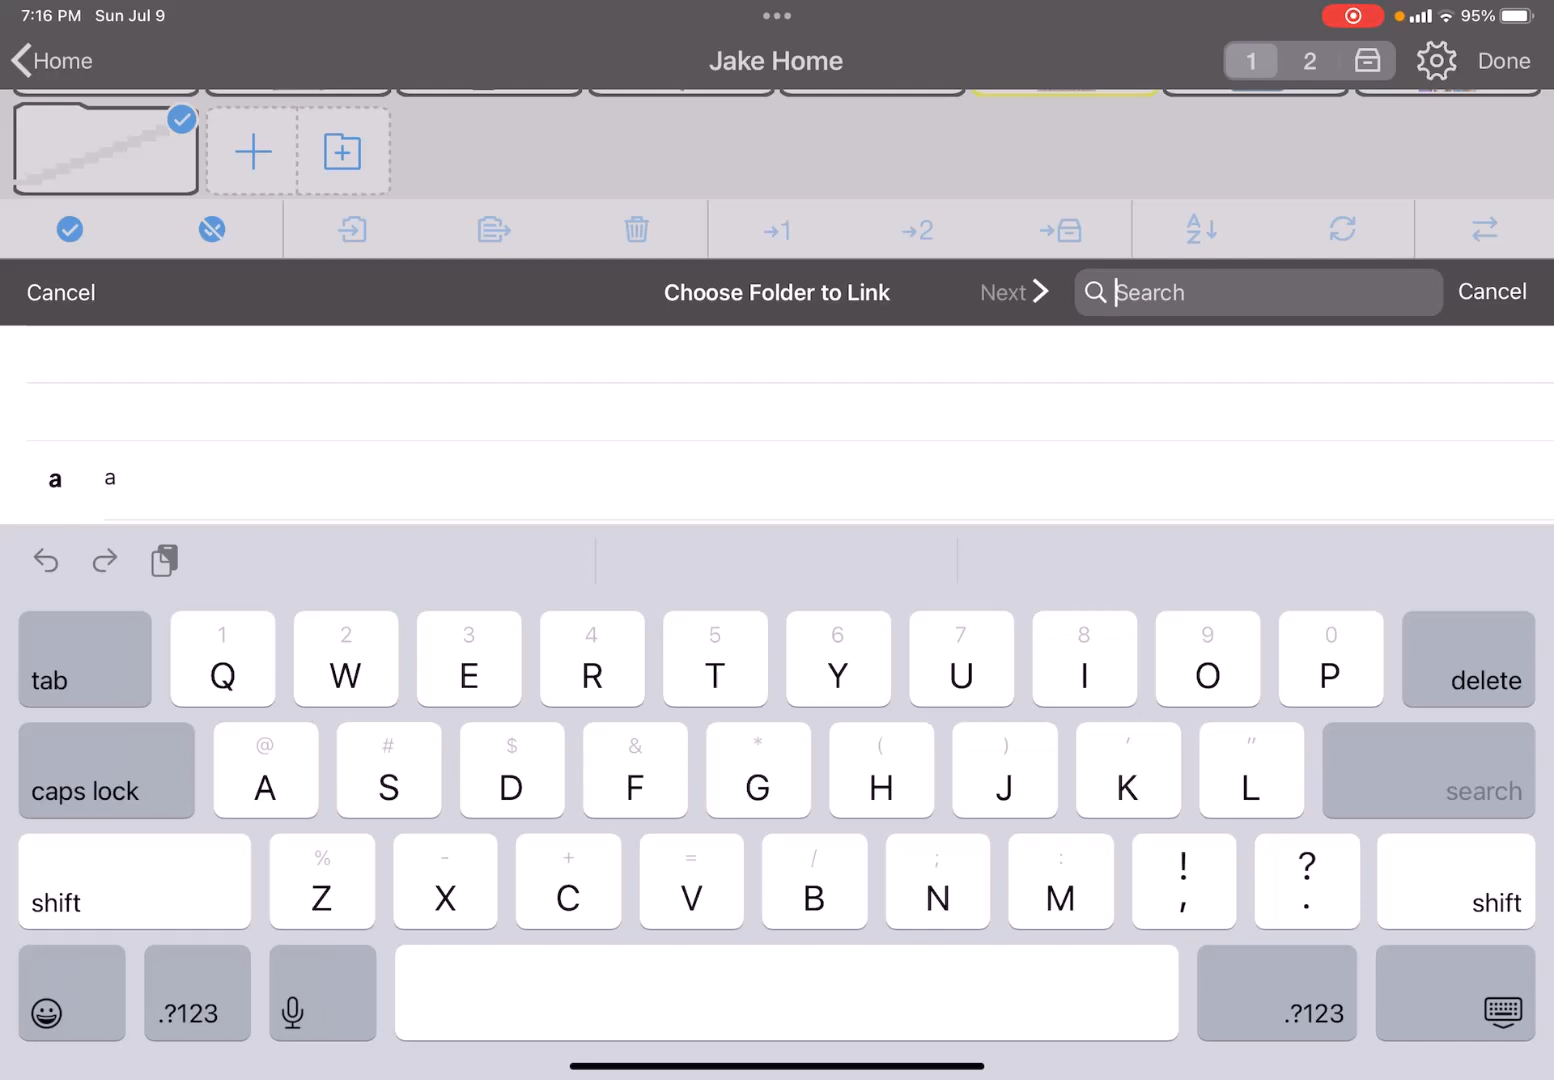 7:16 PM Sun Jul 9
95%
Home
Jake Home
1 2
Done
→1
→2
A
Z
Cancel
Choose Folder to Link
Next
Search
Cancel
a a
1 2 3 4 5 6 7 8 9 0
tab Q W E R T Y U I O P delete
@ # $ & * ( ) ' "
caps lock A S D F G H J K L search
% - + = / ; : ! ?
shift Z X C V B N M , . shift
.?123 .?123